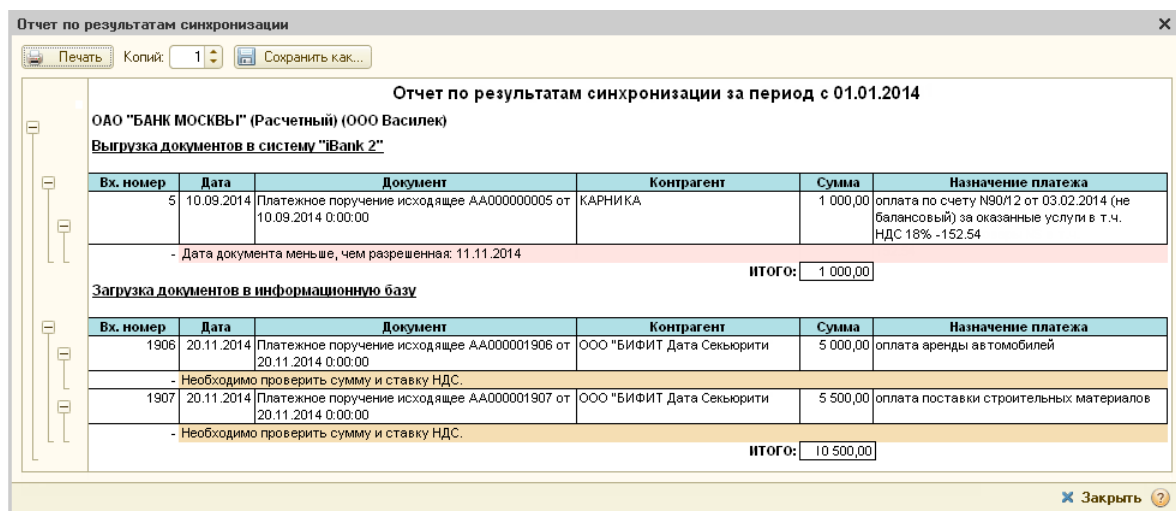 Отчет по результатам синхронизации
Печать Копий: 1 Сохранить как...
Отчет по результатам синхронизации за период с 01.01.2014
ОАО "БАНК МОСКВЫ" (Расчетный) (ООО Василек)
Выгрузка документов в систему "iBank 2"
Вх. номер Дата Документ Контрагент Сумма Назначение платежа
5 10.09.2014 Платежное поручение исходящее АА000000005 от КАРНИКА 1 000,00 оплата по счету N90/12 от 03.02.2014 (не
10.09.2014 0:00:00 балансовый) за оказанные услуги в т.ч.
НДС 18% -152.54
- Дата документа меньше, чем разрешенная: 11.11.2014
ИТОГО: 1 000,00
Загрузка документов в информационную базу
Вх. номер Дата Документ Контрагент Сумма Назначение платежа
1906 20.11.2014 Платежное поручение исходящее АА000001906 от ООО "БИФИТ Дата Секьюрити 5 000,00 оплата аренды автомобилей
20.11.2014 0:00:00
- Необходимо проверить сумму и ставку НДС.
1907 20.11.2014 Платежное поручение исходящее АА000001907 от ООО "БИФИТ Дата Секьюрити 5 500,00 оплата поставки строительных материалов
20.11.2014 0:00:00
- Необходимо проверить сумму и ставку НДС.
ИТОГО: 10 500,00
Закрыть ?